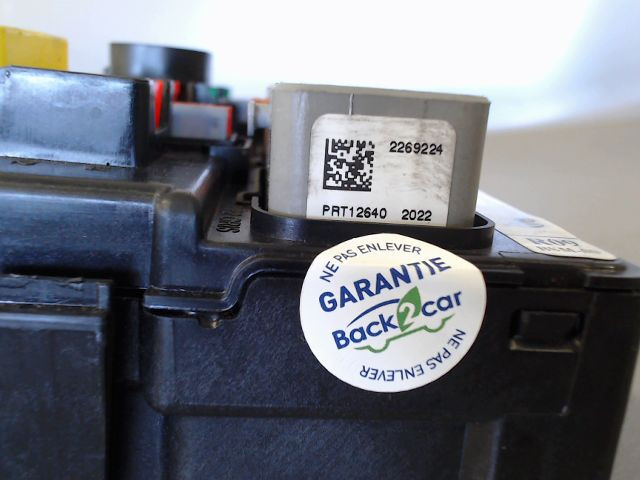 2269224
PRT12640 2022
NE PAS ENLEVER
GARANTIE
Back2car
NE PAS ENLEVER